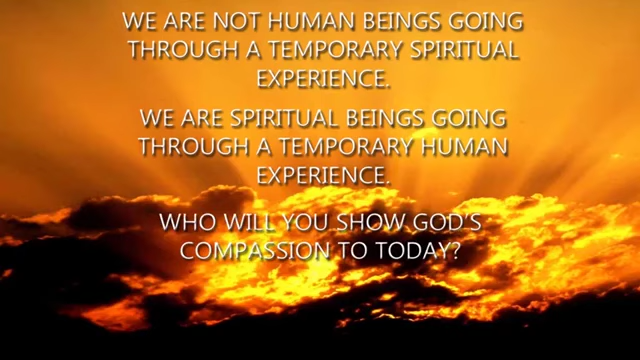 WE ARE NOT HUMAN BEINGS GOING
THROUGH A TEMPORARY SPIRITUAL
EXPERIENCE.
WE ARE SPIRITUAL BEINGS GOING
THROUGH A TEMPORARY HUMAN
EXPERIENCE.
WHO WILL YOU SHOW GOD'S
COMPASSION TO TODAY?